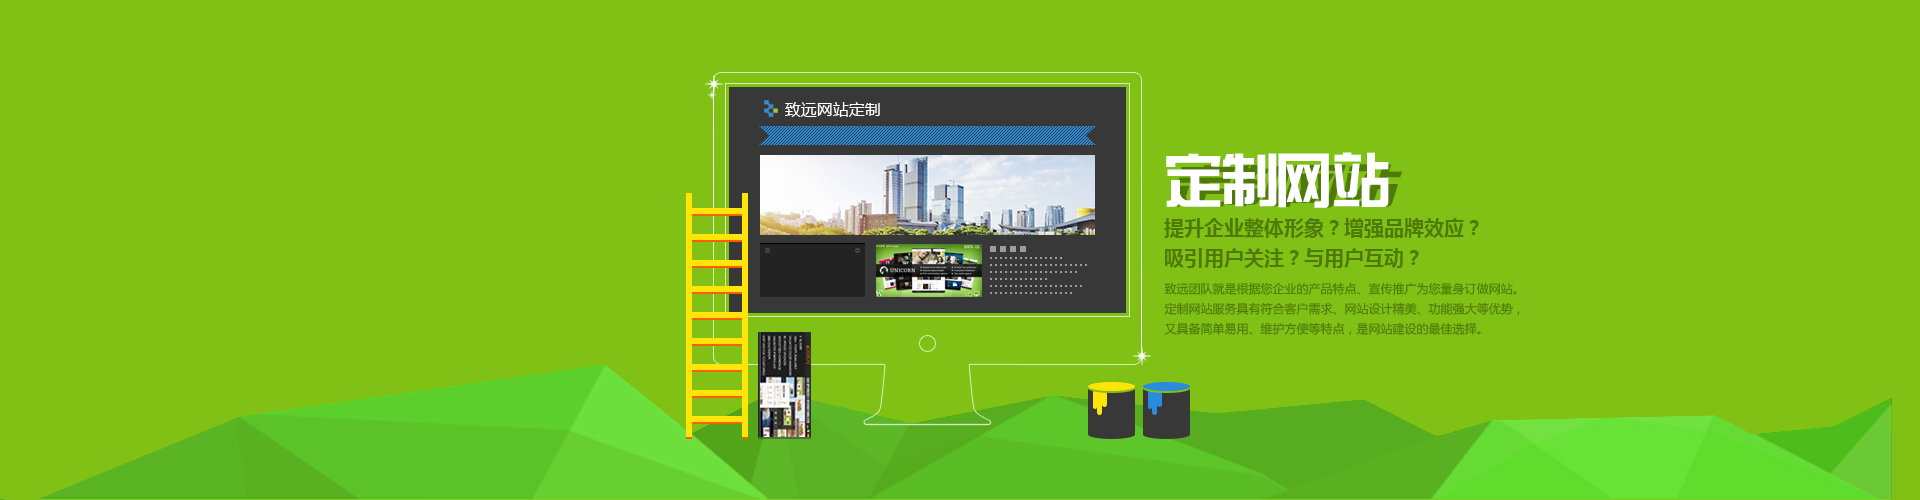 致远网站定制
UNICORN
定制网站
提升企业整体形象？增强品牌效应？
吸引用户关注？与用户互动？
致远团队就是根据您企业的产品特点、宣传推广为您量身订做网站。
定制网站服务具有符合客户需求、网站设计精美、功能强大等优势，
又具备简单易用、维护方便等特点，是网站建设的最佳选择。